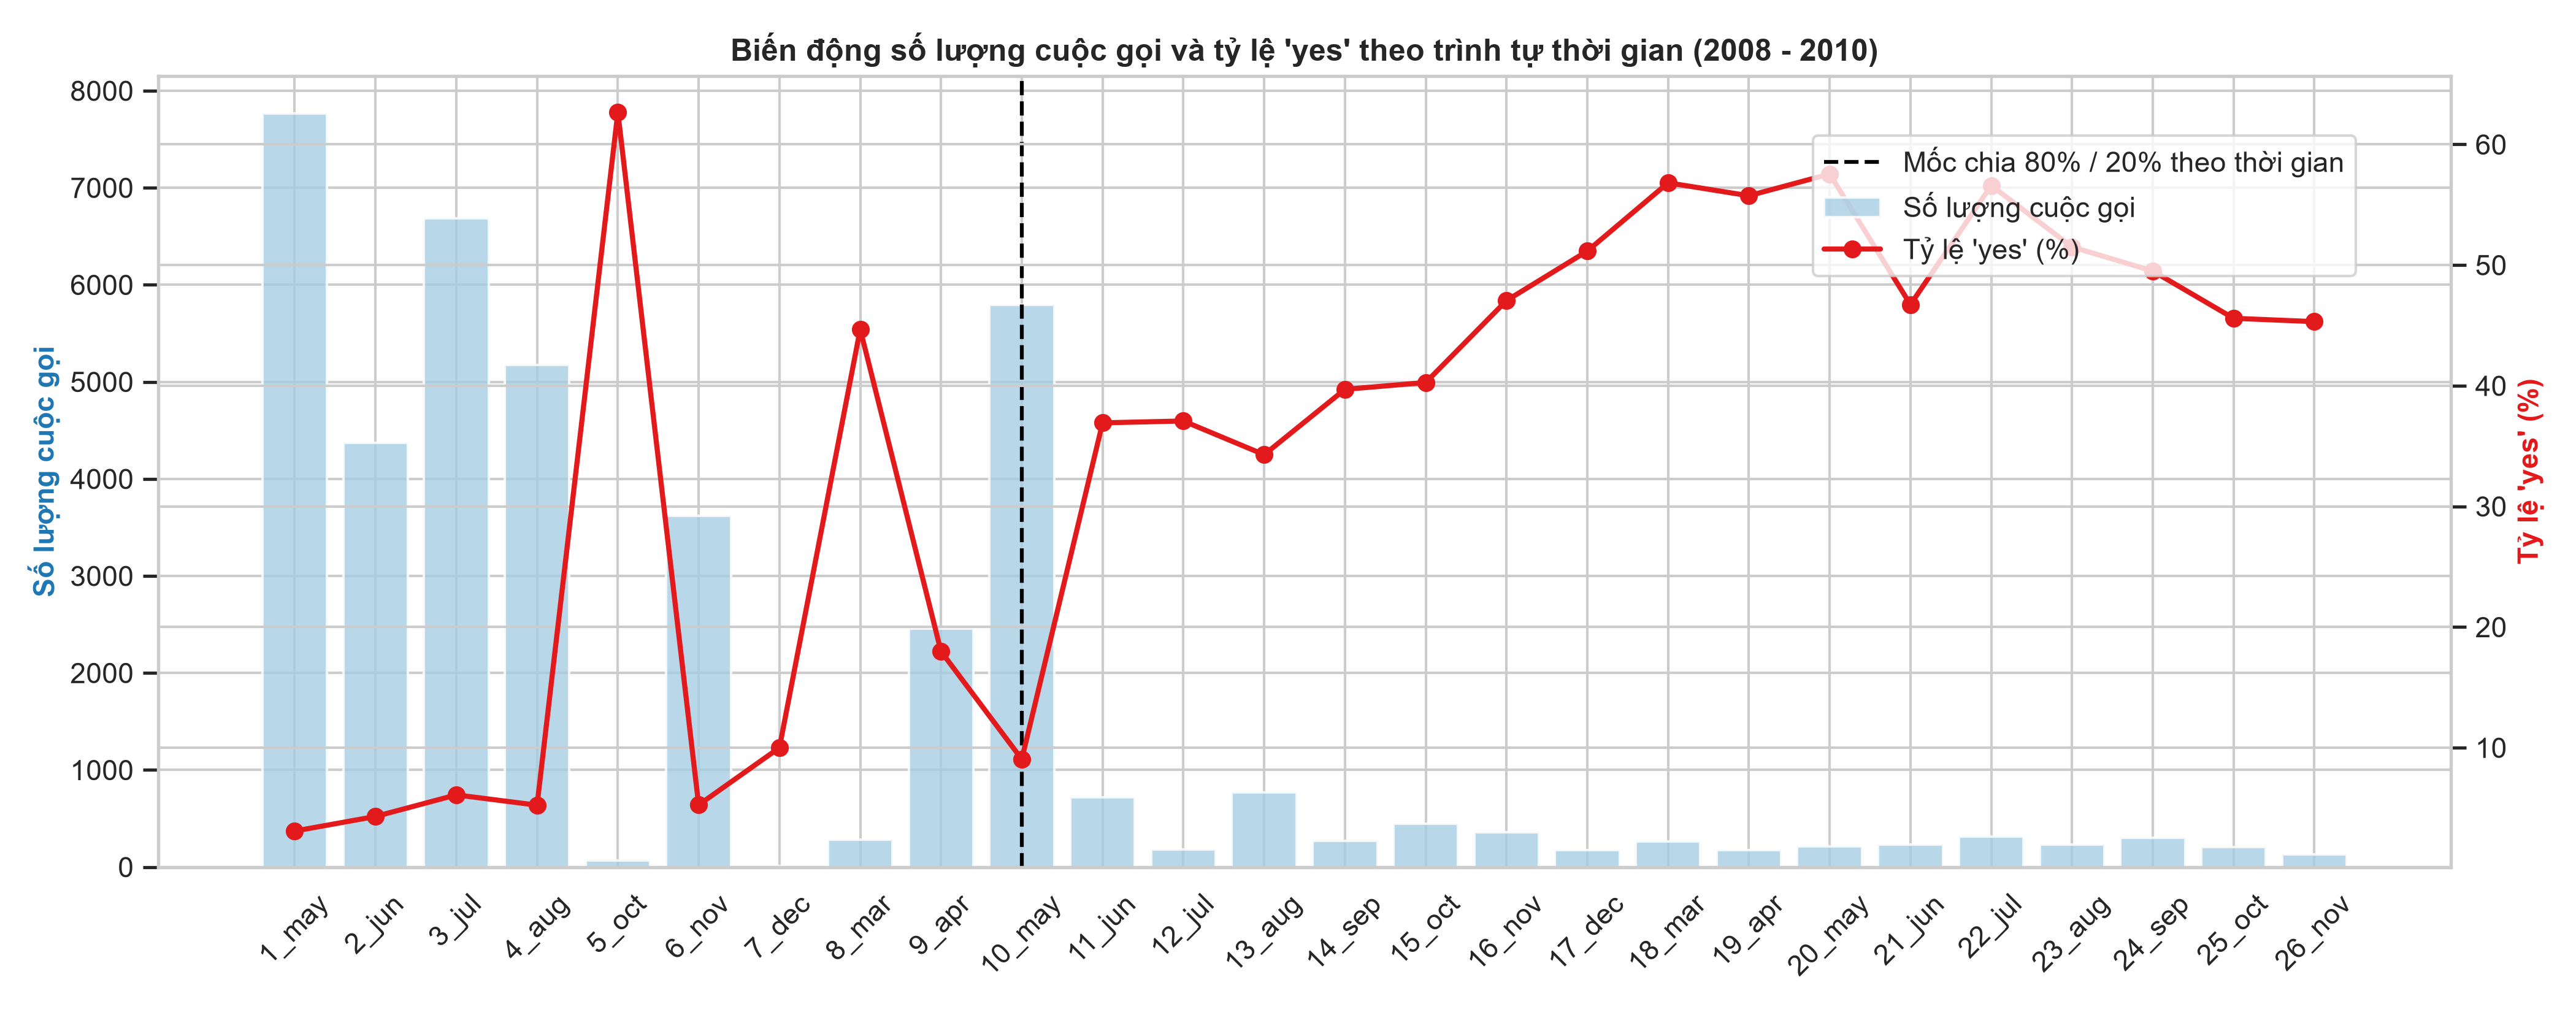 Biến động số lượng cuộc gọi và tỷ lệ 'yes' theo trình tự thời gian (2008 - 2010)
Số lượng cuộc gọi
8000
7000
6000
5000
4000
3000
2000
1000
0
Mốc chia 80% / 20% theo thời gian
Số lượng cuộc gọi
Tỷ lệ 'yes' (%)
60
50
40
30
20
10
Tỷ lệ 'yes' (%)
1_may
2_jun
3_jul
4_aug
5_oct
6_nov
7_dec
8_mar
9_apr
10_may
11_jun
12_jul
13_aug
14_sep
15_oct
16_nov
17_dec
18_mar
19_apr
20_may
21_jun
22_jul
23_aug
24_sep
25_oct
26_nov